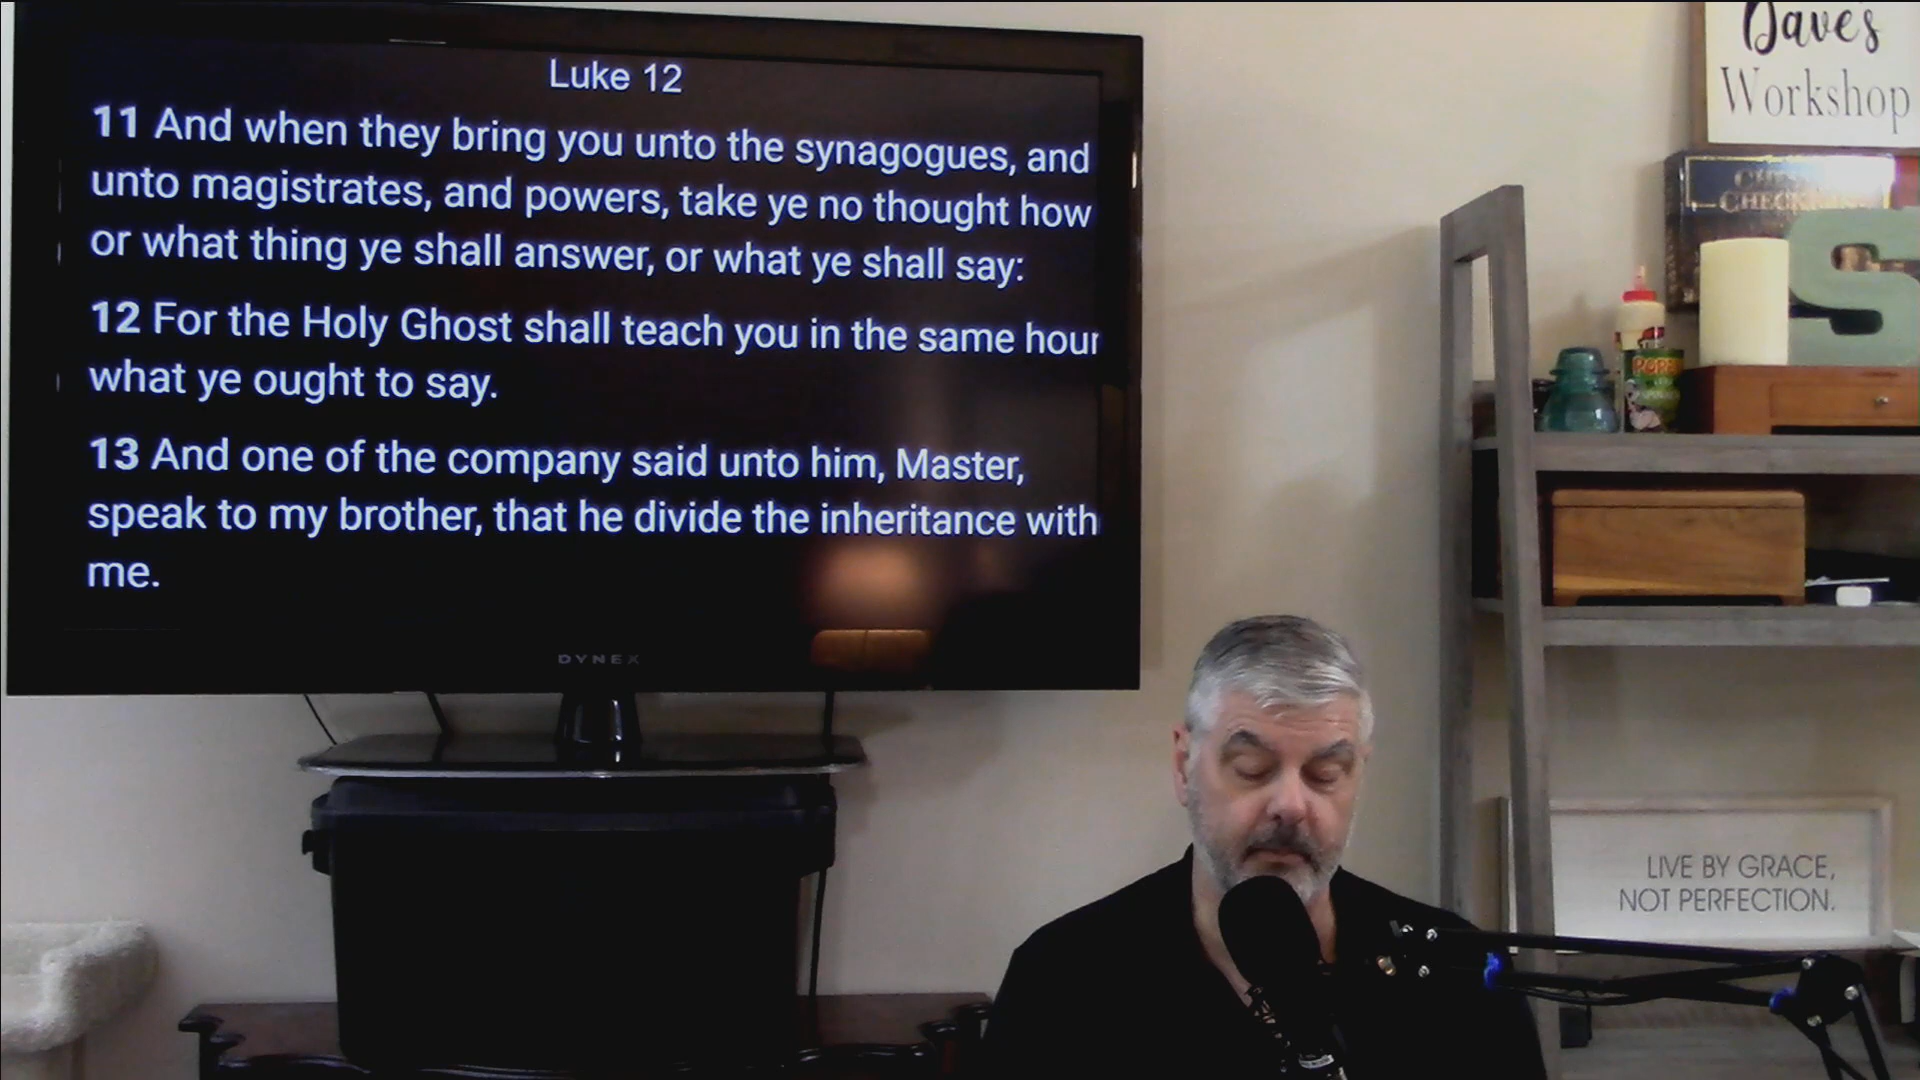 Luke 12
11 And when they bring you unto the synagogues, and
unto magistrates, and powers, take ye no thought how
or what thing ye shall answer, or what ye shall say:
12 For the Holy Ghost shall teach you in the same hour
what ye ought to say.
13 And one of the company said unto him, Master,
speak to my brother, that he divide the inheritance with
me.
DYNEX
Dave's
Workshop
S
LIVE BY GRACE,
NOT PERFECTION.